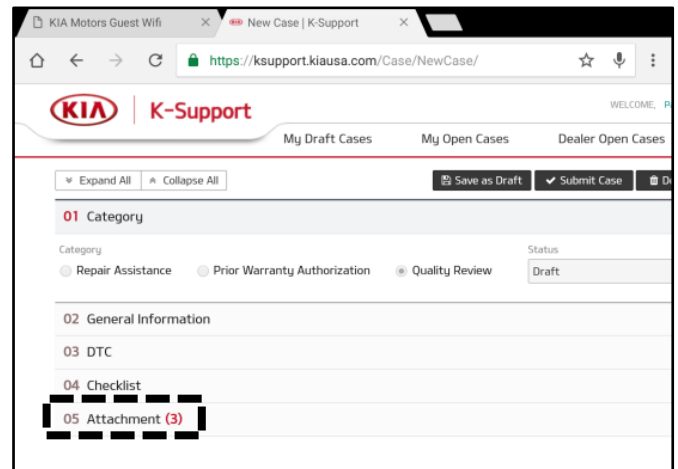 KIA Motors Guest Wifi New Case | K-Support
https://ksupport.kiausa.com/Case/NewCase/
KIA K-Support WELCOME,
My Draft Cases My Open Cases Dealer Open Cases
Expand All Collapse All Save as Draft Submit Case
01 Category
Category Status
Repair Assistance Prior Warranty Authorization Quality Review Draft
02 General Information
03 DTC
04 Checklist
05 Attachment (3)